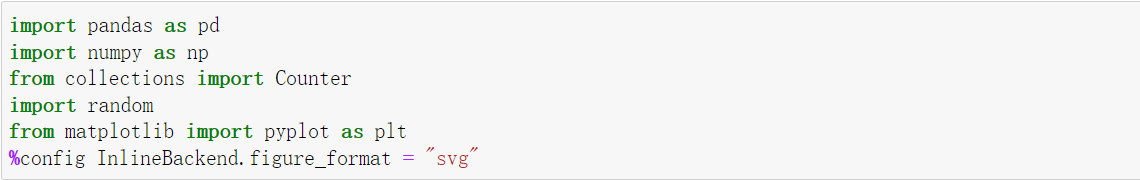 import pandas as pd
import numpy as np
from collections import Counter
import random
from matplotlib import pyplot as plt
%config InlineBackend.figure_format = "svg"